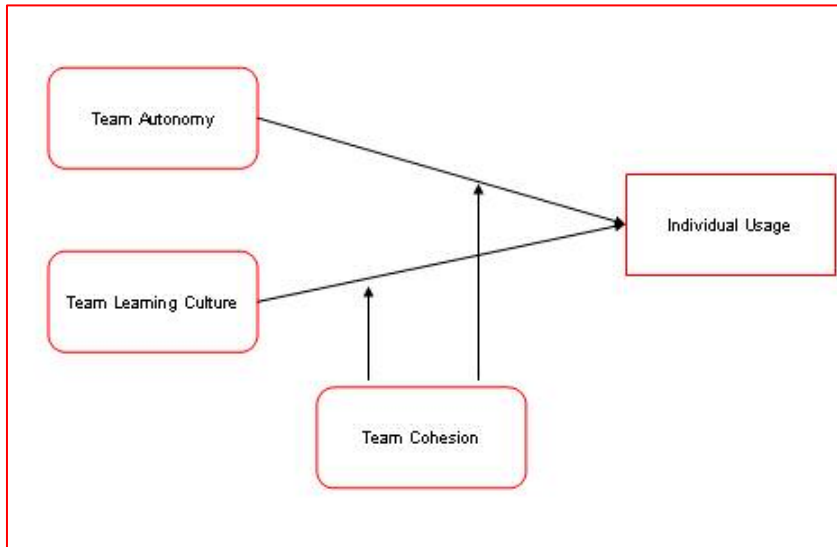 Team Autonomy
Individual Usage
Team Learning Culture
Team Cohesion